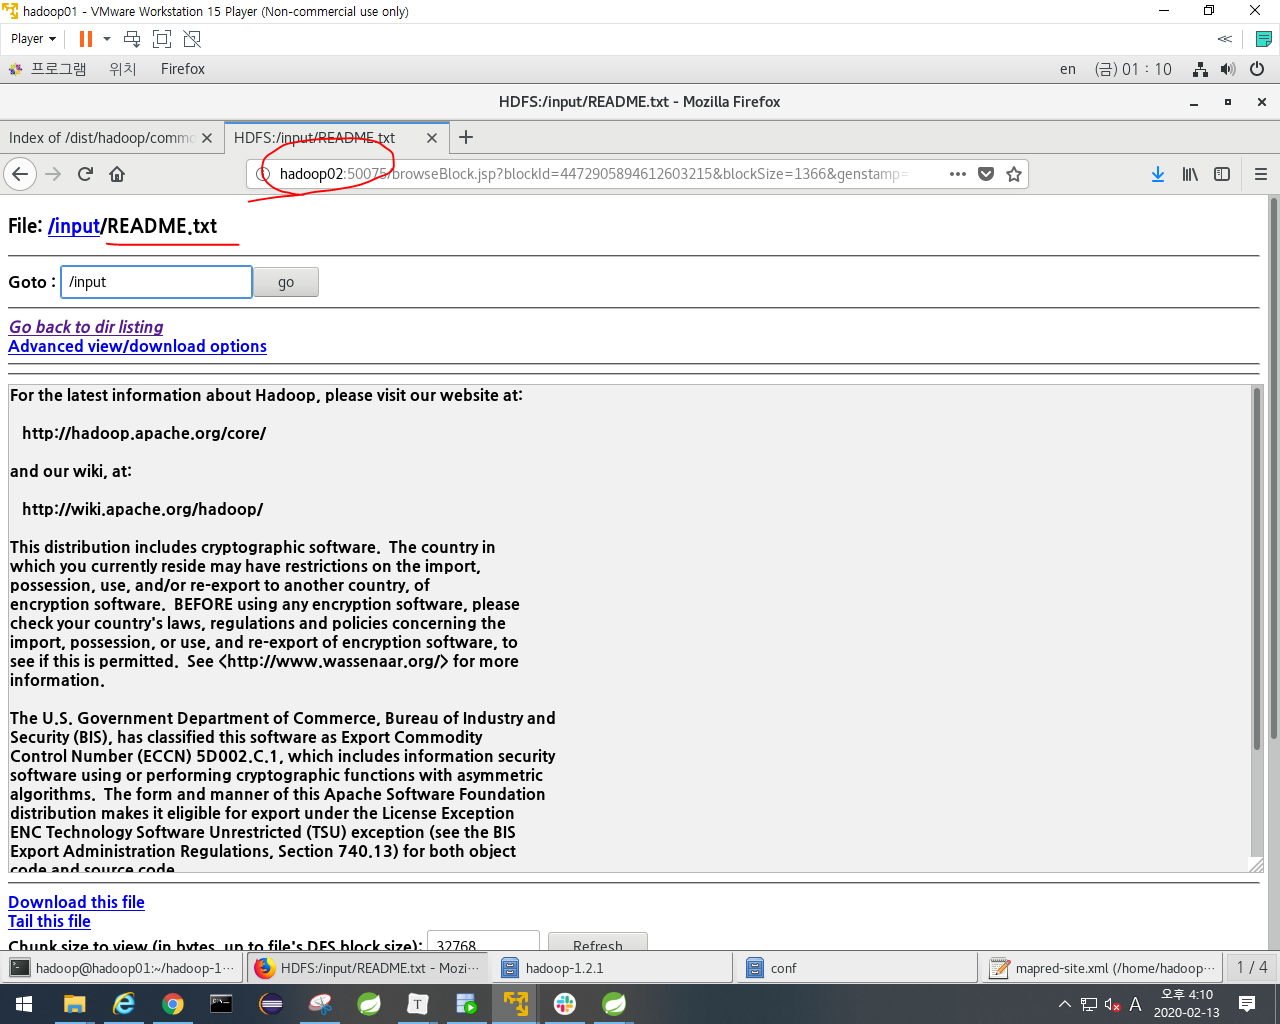 hadoop01 - VMware Workstation 15 Player (Non-commercial use only)
Player
프로그램 위치 Firefox en (금) 01 : 10
HDFS:/input/README.txt - Mozilla Firefox
Index of /dist/hadoop/commo HDFS:/input/README.txt
hadoop02:50075/browseBlock.jsp?blockId=4472905894612603215&blockSize=1366&genstamp=
File: /input/README.txt
Goto : /input go
Go back to dir listing
Advanced view/download options
For the latest information about Hadoop, please visit our website at:
http://hadoop.apache.org/core/
and our wiki, at:
http://wiki.apache.org/hadoop/
This distribution includes cryptographic software. The country in
which you currently reside may have restrictions on the import,
possession, use, and/or re-export to another country, of
encryption software. BEFORE using any encryption software, please
check your country's laws, regulations and policies concerning the
import, possession, or use, and re-export of encryption software, to
see if this is permitted. See <http://www.wassenaar.org/> for more
information.
The U.S. Government Department of Commerce, Bureau of Industry and
Security (BIS), has classified this software as Export Commodity
Control Number (ECCN) 5D002.C.1, which includes information security
software using or performing cryptographic functions with asymmetric
algorithms. The form and manner of this Apache Software Foundation
distribution makes it eligible for export under the License Exception
ENC Technology Software Unrestricted (TSU) exception (see the BIS
Export Administration Regulations, Section 740.13) for both object
code and source code.
Download this file
Tail this file
Chunk size to view (in bytes, up to file's DFS block size): 32768 Refresh
hadoop@hadoop01:~/hadoop-1... HDFS:/input/README.txt - Mozi... hadoop-1.2.1 conf mapred-site.xml (/home/hadoop... 1 / 4
A 오후 4:10
2020-02-13